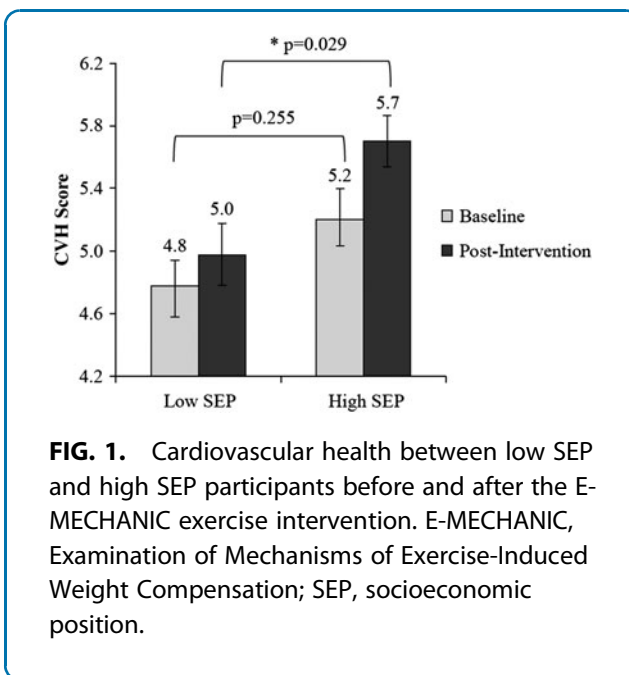 * p=0.029
6.2
p=0.255
5.7
5.8
5.2
5.4
5.0
4.8
CVH Score
5.0
4.6
4.2
Low SEP
High SEP
Baseline
Post-Intervention
FIG. 1. Cardiovascular health between low SEP
and high SEP participants before and after the E-
MECHANIC exercise intervention. E-MECHANIC,
Examination of Mechanisms of Exercise-Induced
Weight Compensation; SEP, socioeconomic
position.